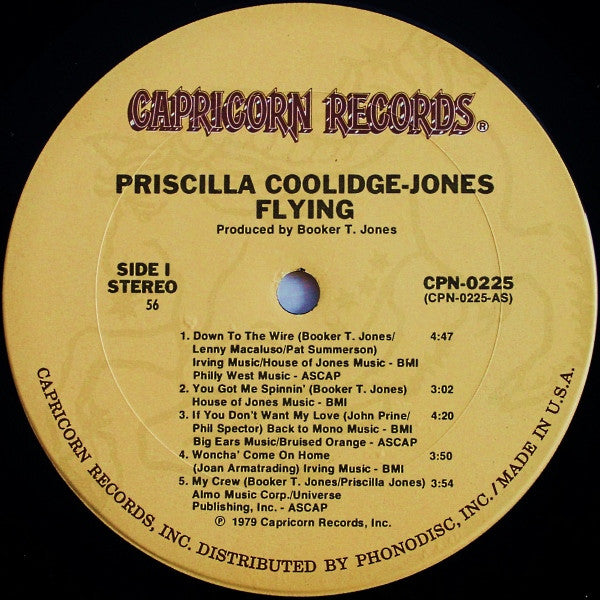 CAPRICORN RECORDS®
PRISCILLA COOLIDGE-JONES
FLYING
Produced by Booker T. Jones
SIDE I
STEREO
56
CPN-0225
(CPN-0225-AS)
1. Down To The Wire (Booker T. Jones/ 4:47
Lenny Macaluso/Pat Summerson)
Irving Music/House of Jones Music - BMI
Philly West Music - ASCAP
2. You Got Me Spinnin' (Booker T. Jones) 3:02
House of Jones Music - BMI
3. If You Don't Want My Love (John Prine/ 4:20
Phil Spector) Back to Mono Music - BMI
Big Ears Music/Bruised Orange - ASCAP
4. Woncha' Come On Home 3:50
(Joan Armatrading) Irving Music - BMI
5. My Crew (Booker T. Jones/Priscilla Jones) 3:54
Almo Music Corp./Universe
Publishing, Inc. - ASCAP
℗ 1979 Capricorn Records, Inc.
CAPRICORN RECORDS, INC. DISTRIBUTED BY PHONODISC, INC./MADE IN U.S.A.